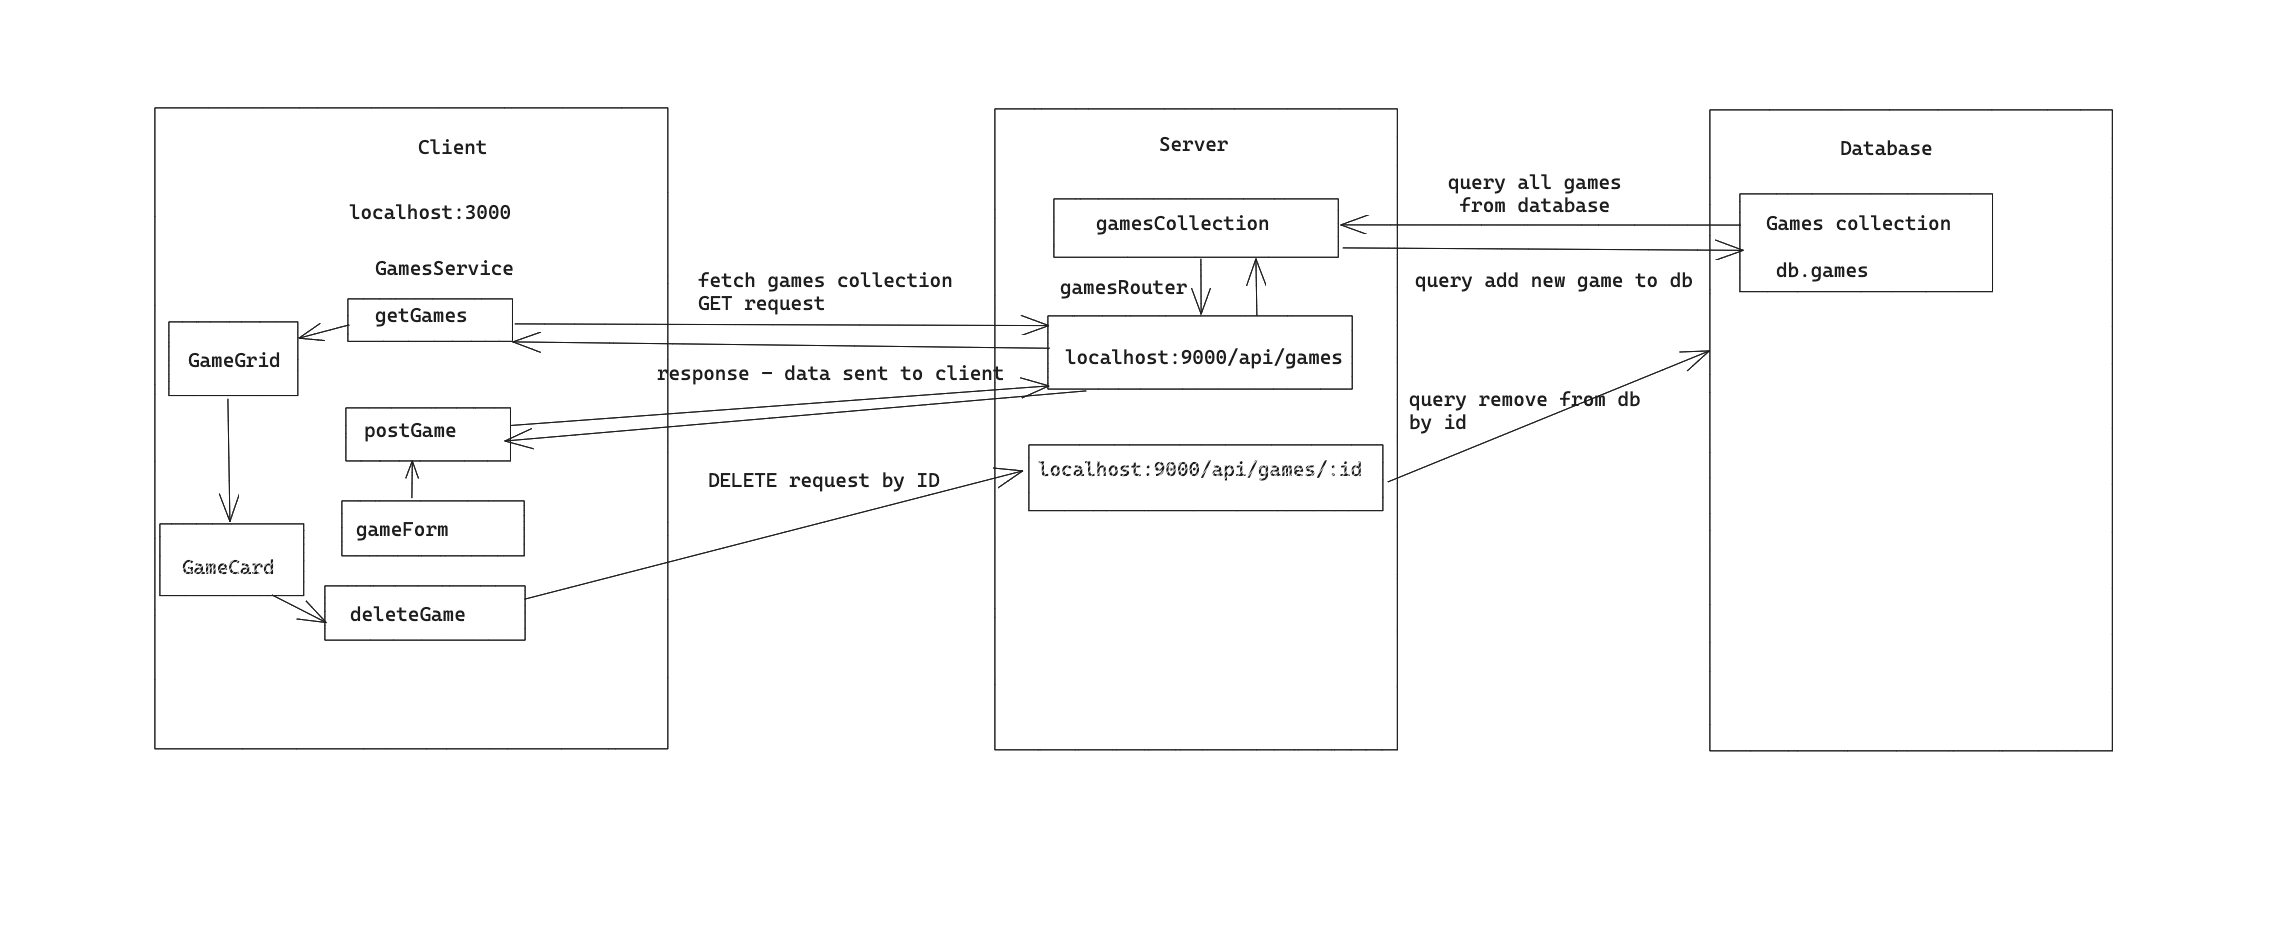 Client
localhost:3000
GamesService
getGames
GameGrid
postGame
gameForm
GameCard
deleteGame
fetch games collection
GET request
response - data sent to client
DELETE request by ID
Server
gamesCollection
gamesRouter
localhost:9000/api/games
localhost:9000/api/games/:id
query all games
from database
query add new game to db
query remove from db
by id
Database
Games collection
db.games